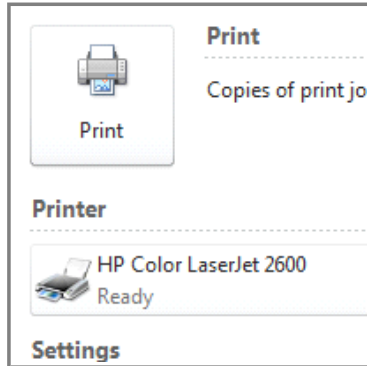 Print
Copies of print jo
Print
Printer
HP Color LaserJet 2600
Ready
Settings